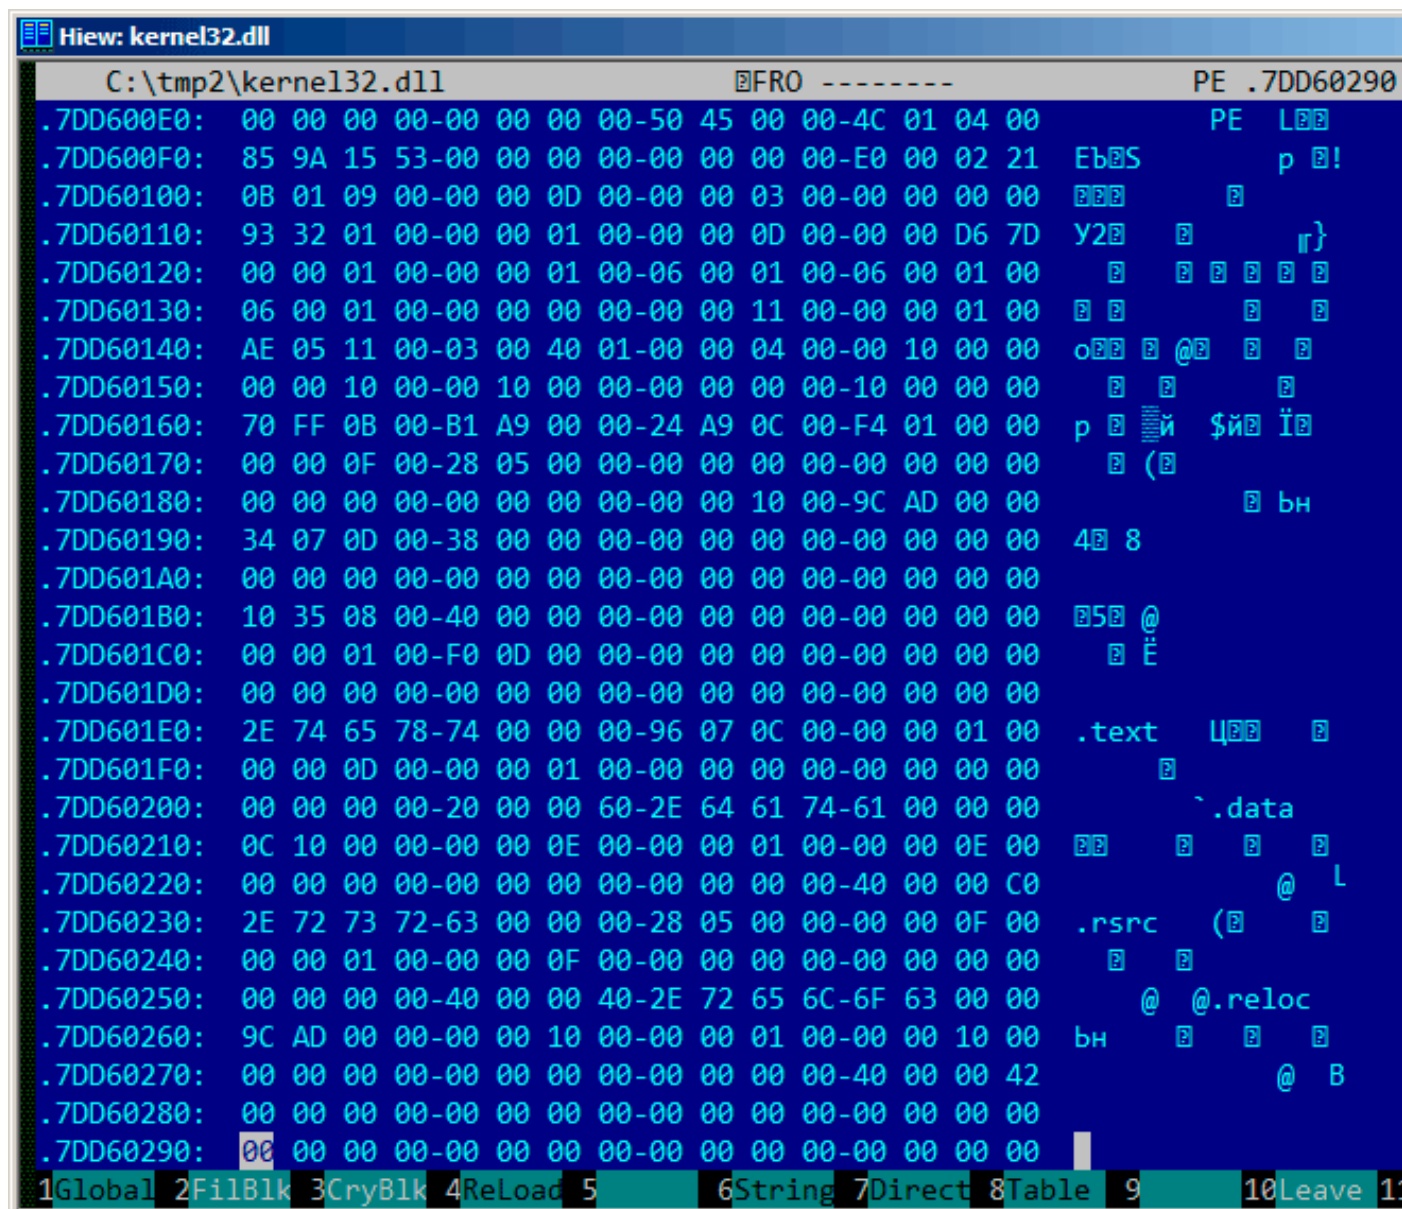 Hiew: kernel32.dll
C:\tmp2\kernel32.dll FRO -------- PE .7DD60290
.7DD600E0: 00 00 00 00-00 00 00 00-50 45 00 00-4C 01 04 00 PE L
.7DD600F0: 85 9A 15 53-00 00 00 00-00 00 00 00-E0 00 02 21 ЕЪ S р !
.7DD60100: 0B 01 09 00-00 00 0D 00-00 00 03 00-00 00 00 00
.7DD60110: 93 32 01 00-00 00 01 00-00 00 0D 00-00 00 D6 7D У2 ╓}
.7DD60120: 00 00 01 00-00 00 01 00-06 00 01 00-06 00 01 00
.7DD60130: 06 00 01 00-00 00 00 00-00 00 11 00-00 00 01 00
.7DD60140: AE 05 11 00-03 00 40 01-00 00 04 00-00 10 00 00 о @
.7DD60150: 00 00 10 00-00 10 00 00-00 00 00 00-10 00 00 00
.7DD60160: 70 FF 0B 00-B1 A9 00 00-24 A9 0C 00-F4 01 00 00 p ▒й $й Ї
.7DD60170: 00 00 0F 00-28 05 00 00-00 00 00 00-00 00 00 00 (
.7DD60180: 00 00 00 00-00 00 00 00-00 00 10 00-9C AD 00 00 Ьн
.7DD60190: 34 07 0D 00-38 00 00 00-00 00 00 00-00 00 00 00 4 8
.7DD601A0: 00 00 00 00-00 00 00 00-00 00 00 00-00 00 00 00
.7DD601B0: 10 35 08 00-40 00 00 00-00 00 00 00-00 00 00 00 5 @
.7DD601C0: 00 00 01 00-F0 0D 00 00-00 00 00 00-00 00 00 00 Ё
.7DD601D0: 00 00 00 00-00 00 00 00-00 00 00 00-00 00 00 00
.7DD601E0: 2E 74 65 78-74 00 00 00-96 07 0C 00-00 00 01 00 .text Ц
.7DD601F0: 00 00 0D 00-00 00 01 00-00 00 00 00-00 00 00 00
.7DD60200: 00 00 00 00-20 00 00 60-2E 64 61 74-61 00 00 00 `.data
.7DD60210: 0C 10 00 00-00 00 0E 00-00 00 01 00-00 00 0E 00
.7DD60220: 00 00 00 00-00 00 00 00-00 00 00 00-40 00 00 C0 @ └
.7DD60230: 2E 72 73 72-63 00 00 00-28 05 00 00-00 00 0F 00 .rsrc (
.7DD60240: 00 00 01 00-00 00 0F 00-00 00 00 00-00 00 00 00
.7DD60250: 00 00 00 00-40 00 00 40-2E 72 65 6C-6F 63 00 00 @ @.reloc
.7DD60260: 9C AD 00 00-00 00 10 00-00 00 01 00-00 00 10 00 Ьн
.7DD60270: 00 00 00 00-00 00 00 00-00 00 00 00-40 00 00 42 @ B
.7DD60280: 00 00 00 00-00 00 00 00-00 00 00 00-00 00 00 00
.7DD60290: 00 00 00 00-00 00 00 00-00 00 00 00-00 00 00 00
1Global 2FilBlk 3CryBlk 4ReLoad 5 6String 7Direct 8Table 9 10Leave 11